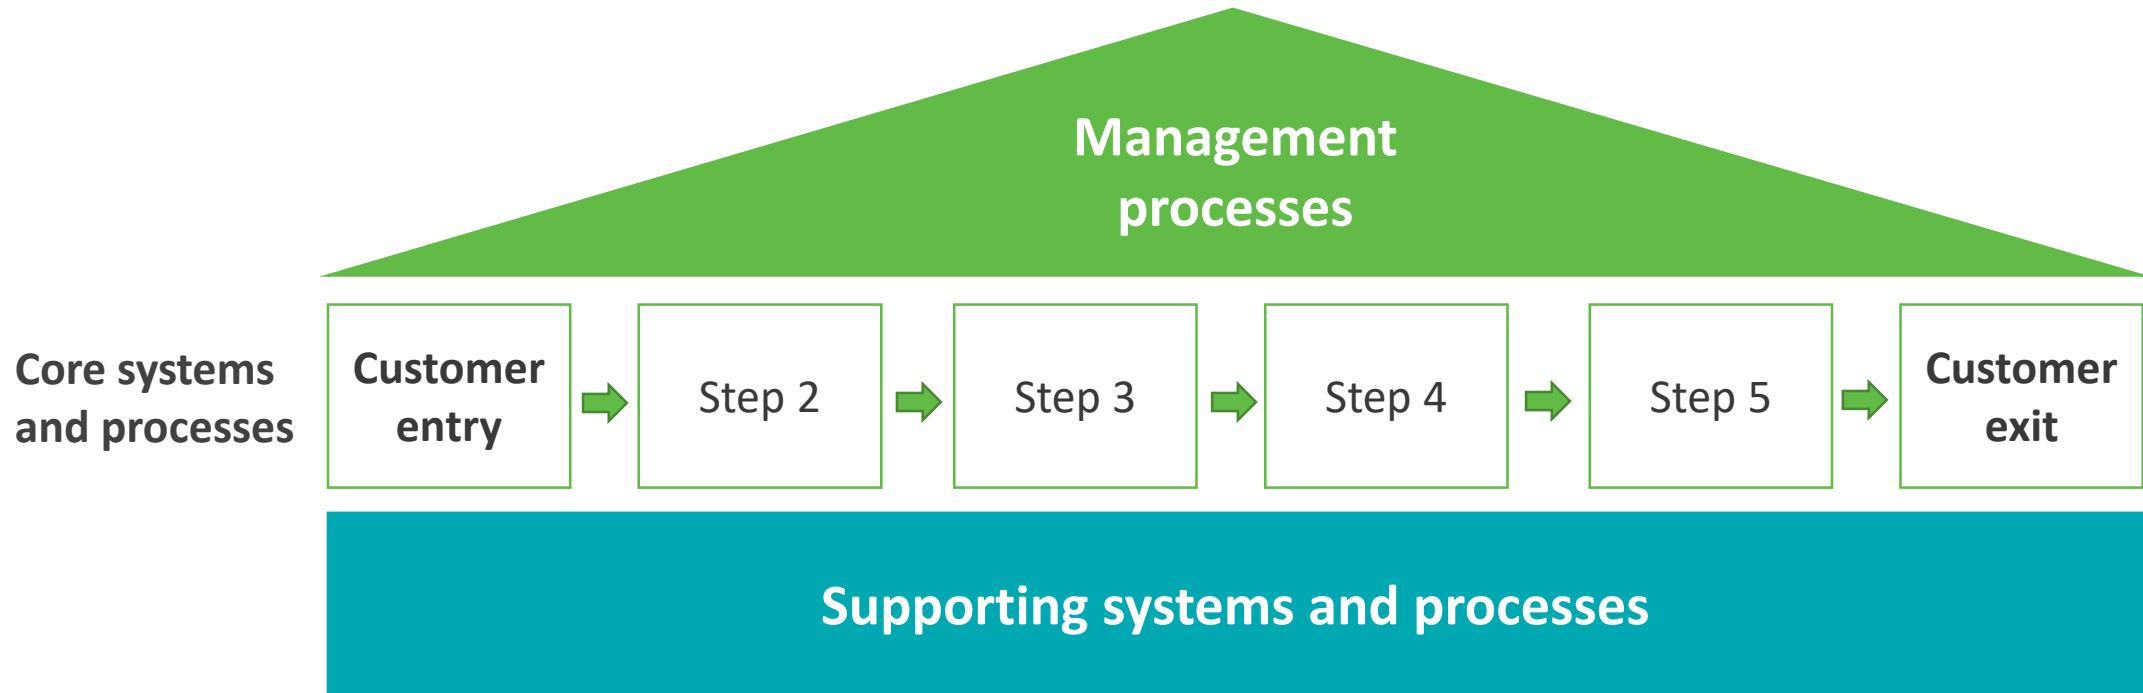 Management
processes
Core systems
and processes
Customer
entry
Step 2
Step 3
Step 4
Step 5
Customer
exit
Supporting systems and processes